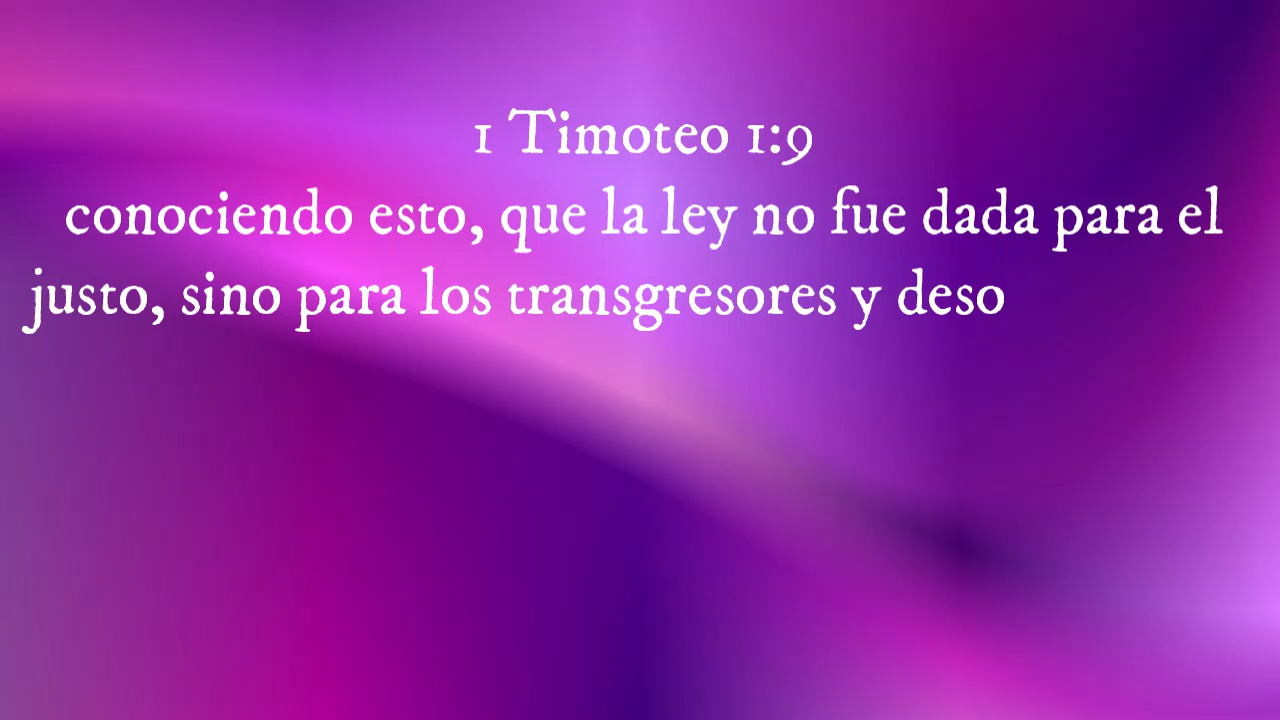 1 Timoteo 1:9
conociendo esto, que la ley no fue dada para el
justo, sino para los transgresores y deso